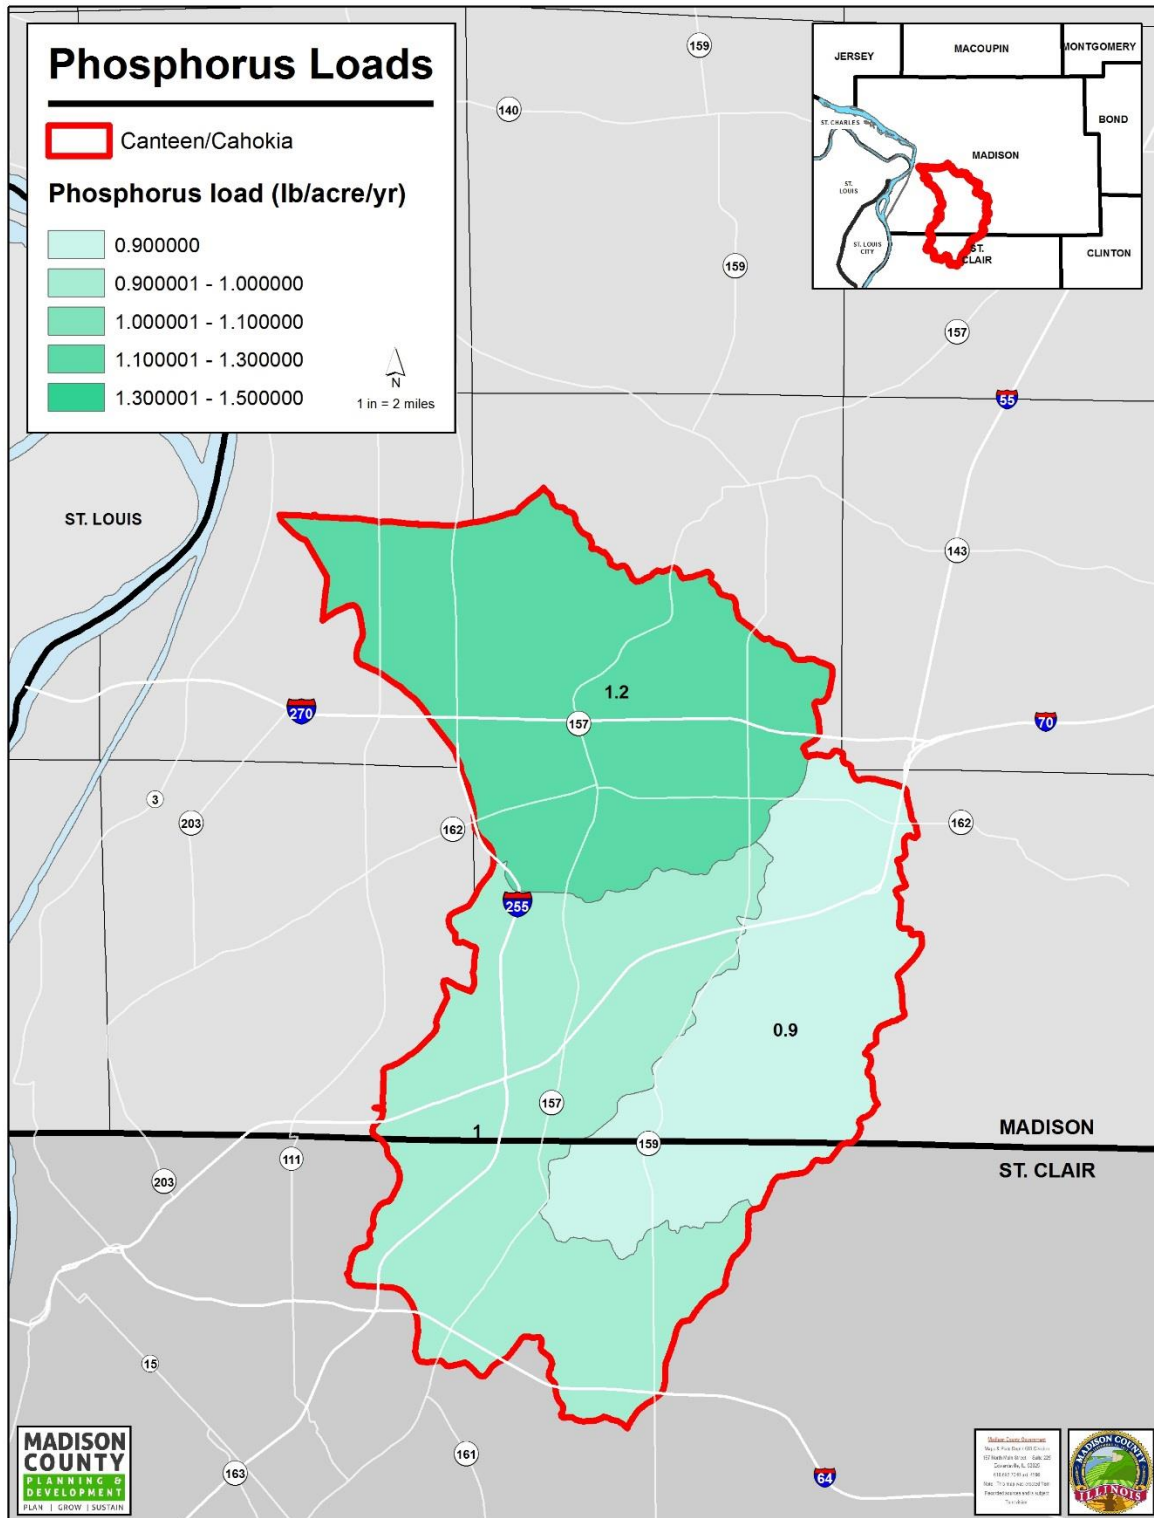 Phosphorus Loads
Canteen/Cahokia
Phosphorus load (lb/acre/yr)
0.900000
0.900001 - 1.000000
1.000001 - 1.100000
1.100001 - 1.300000
1.300001 - 1.500000
N
1 in = 2 miles
JERSEY
MACOUPIN
MONTGOMERY
BOND
ST. CHARLES
MADISON
ST.
LOUIS
ST. LOUIS
CITY
ST.
CLAIR
CLINTON
159
140
159
157
55
ST. LOUIS
143
1.2
270
157
70
3
203
162
162
255
0.9
157
1
159
MADISON
111
203
ST. CLAIR
15
161
163
64
MADISON
COUNTY
PLANNING &
DEVELOPMENT
PLAN | GROW | SUSTAIN
Madison County Government
MADISON COUNTY
ILLINOIS